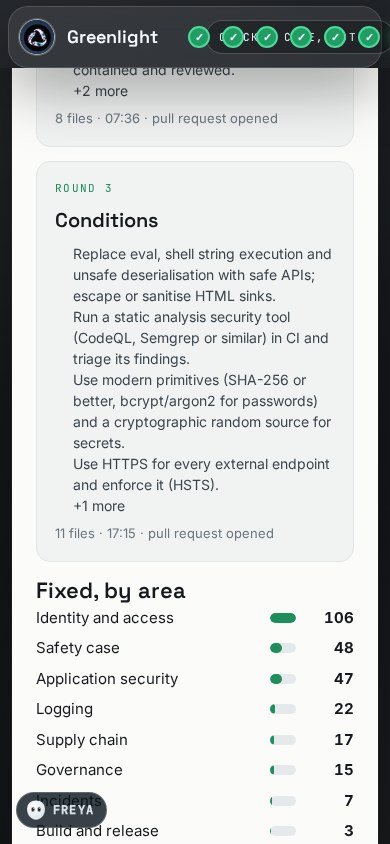 Greenlight
contained and reviewed.
+2 more
8 files · 07:36 · pull request opened
ROUND 3
Conditions
Replace eval, shell string execution and
unsafe deserialisation with safe APIs;
escape or sanitise HTML sinks.
Run a static analysis security tool
(CodeQL, Semgrep or similar) in CI and
triage its findings.
Use modern primitives (SHA-256 or
better, bcrypt/argon2 for passwords)
and a cryptographic random source for
secrets.
Use HTTPS for every external endpoint
and enforce it (HSTS).
+1 more
11 files · 17:15 · pull request opened
Fixed, by area
Identity and access 106
Safety case 48
Application security 47
Logging 22
Supply chain 17
Governance 15
Incidents 7
FREYA
Build and release 3